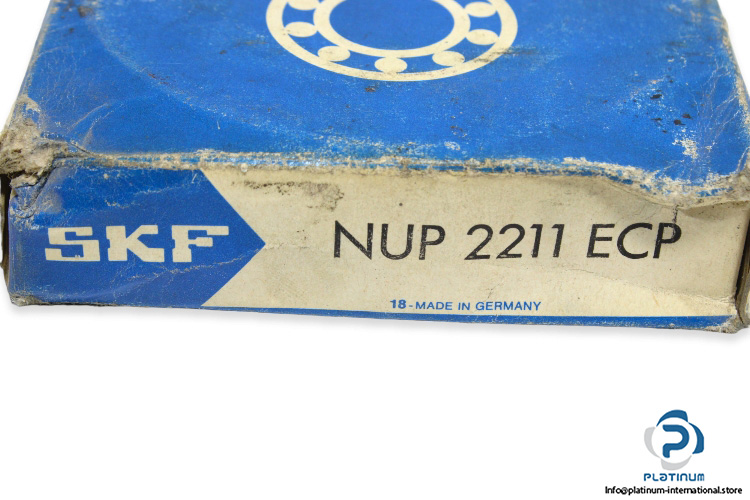 SKF
NUP 2211 ECP
18-MADE IN GERMANY
PLATINUM
Info@platinum-international.store